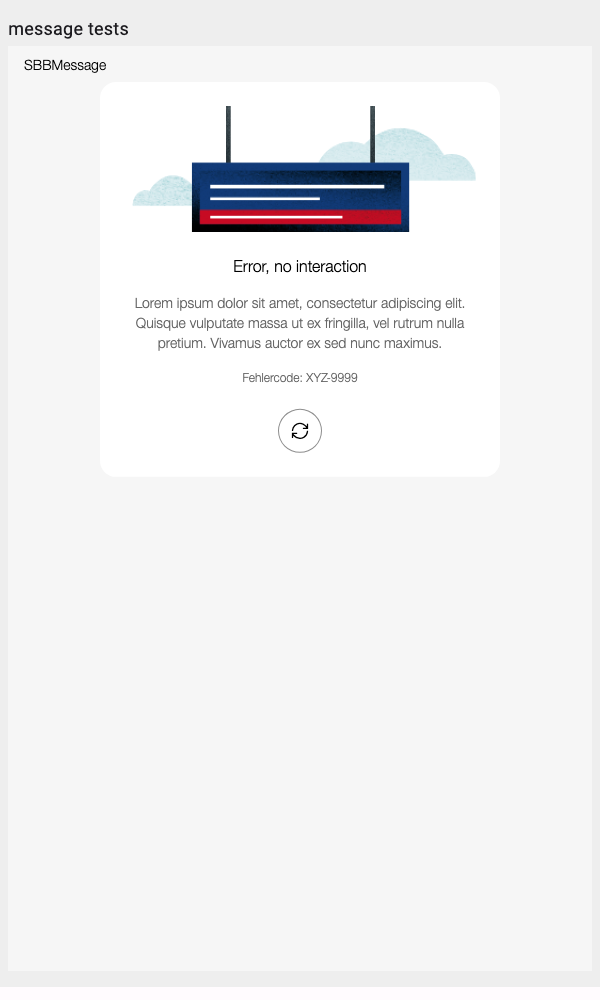 message tests
SBBMessage
Error, no interaction
Lorem ipsum dolor sit amet, consectetur adipiscing elit.
Quisque vulputate massa ut ex fringilla, vel rutrum nulla
pretium. Vivamus auctor ex sed nunc maximus.
Fehlercode: XYZ-9999